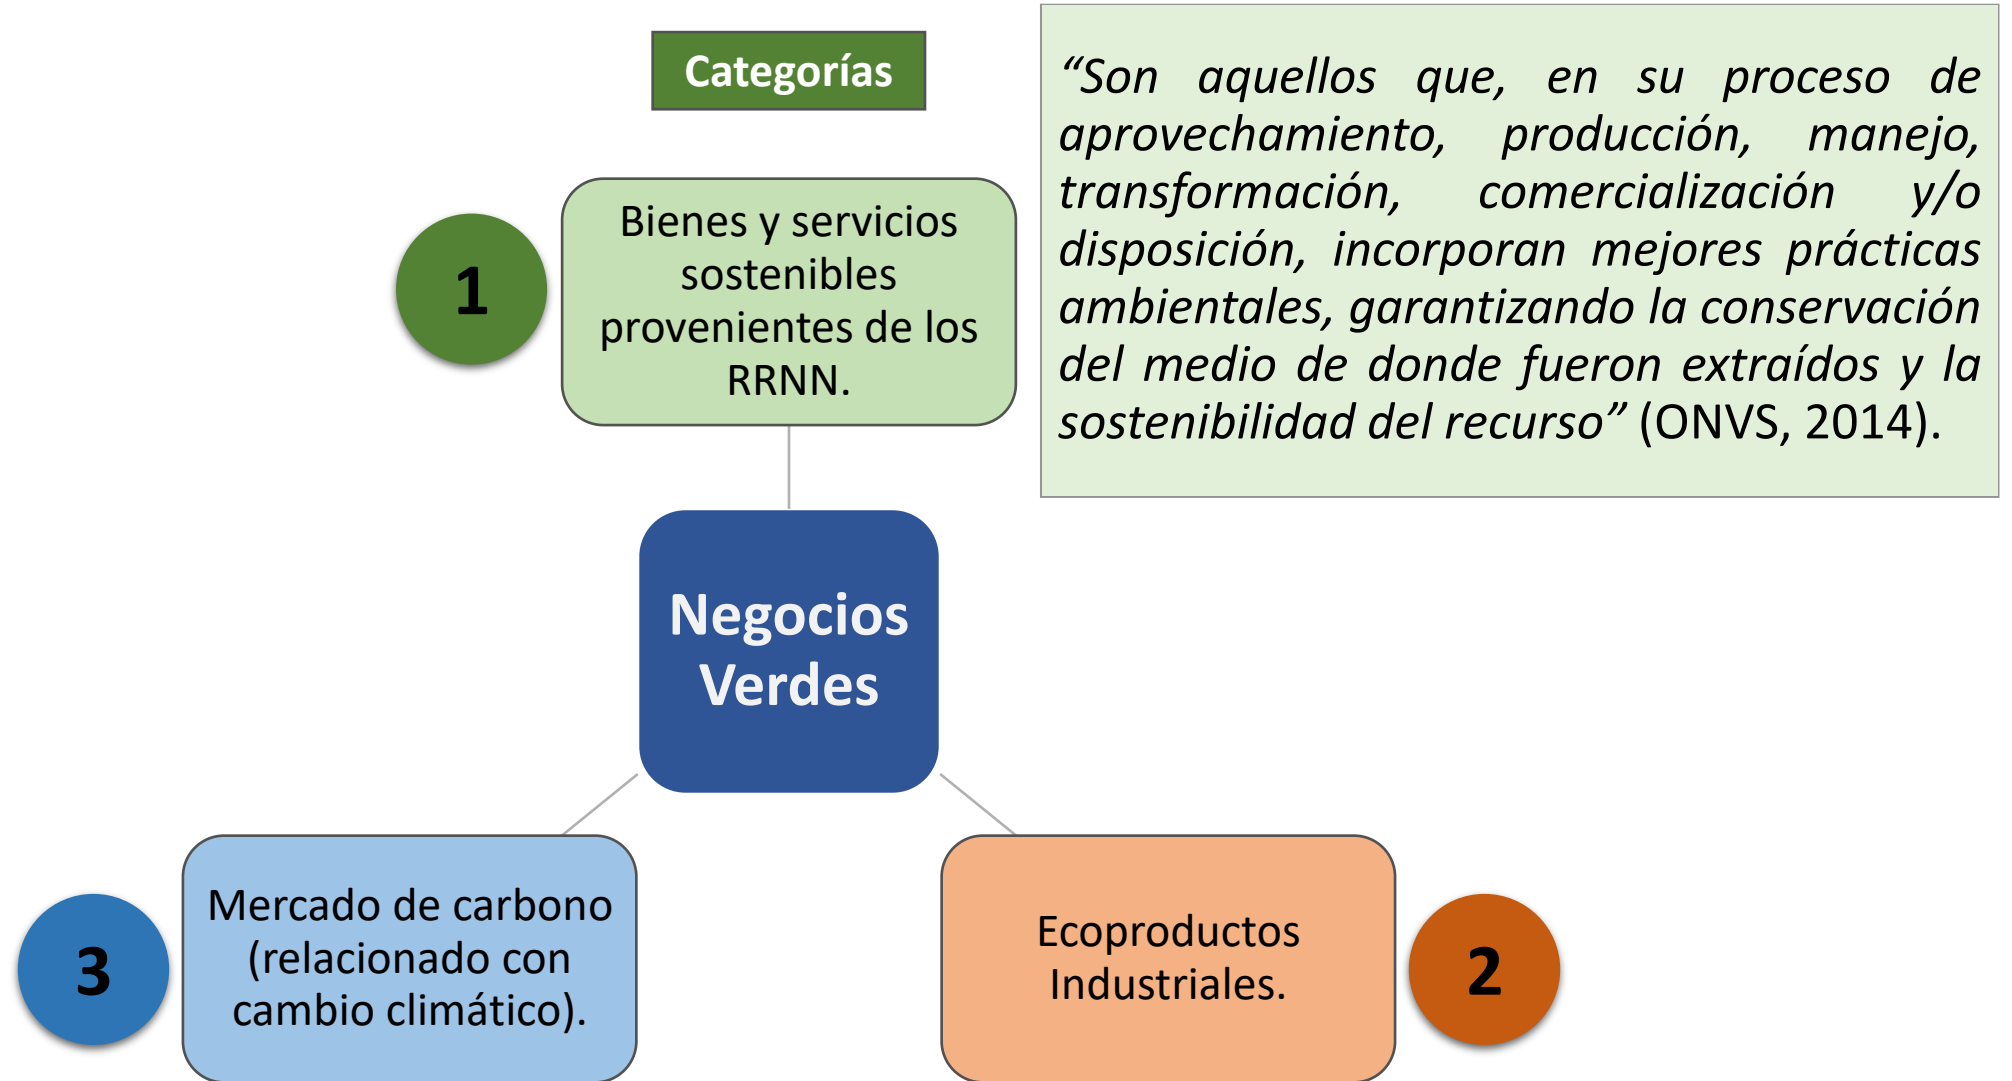 Categorías
“Son aquellos que, en su proceso de
aprovechamiento, producción, manejo,
transformación, comercialización y/o
disposición, incorporan mejores prácticas
ambientales, garantizando la conservación
del medio de donde fueron extraídos y la
sostenibilidad del recurso” (ONVS, 2014).
1
Bienes y servicios
sostenibles
provenientes de los
RRNN.
Negocios
Verdes
3
Mercado de carbono
(relacionado con
cambio climático).
Ecoproductos
Industriales.
2